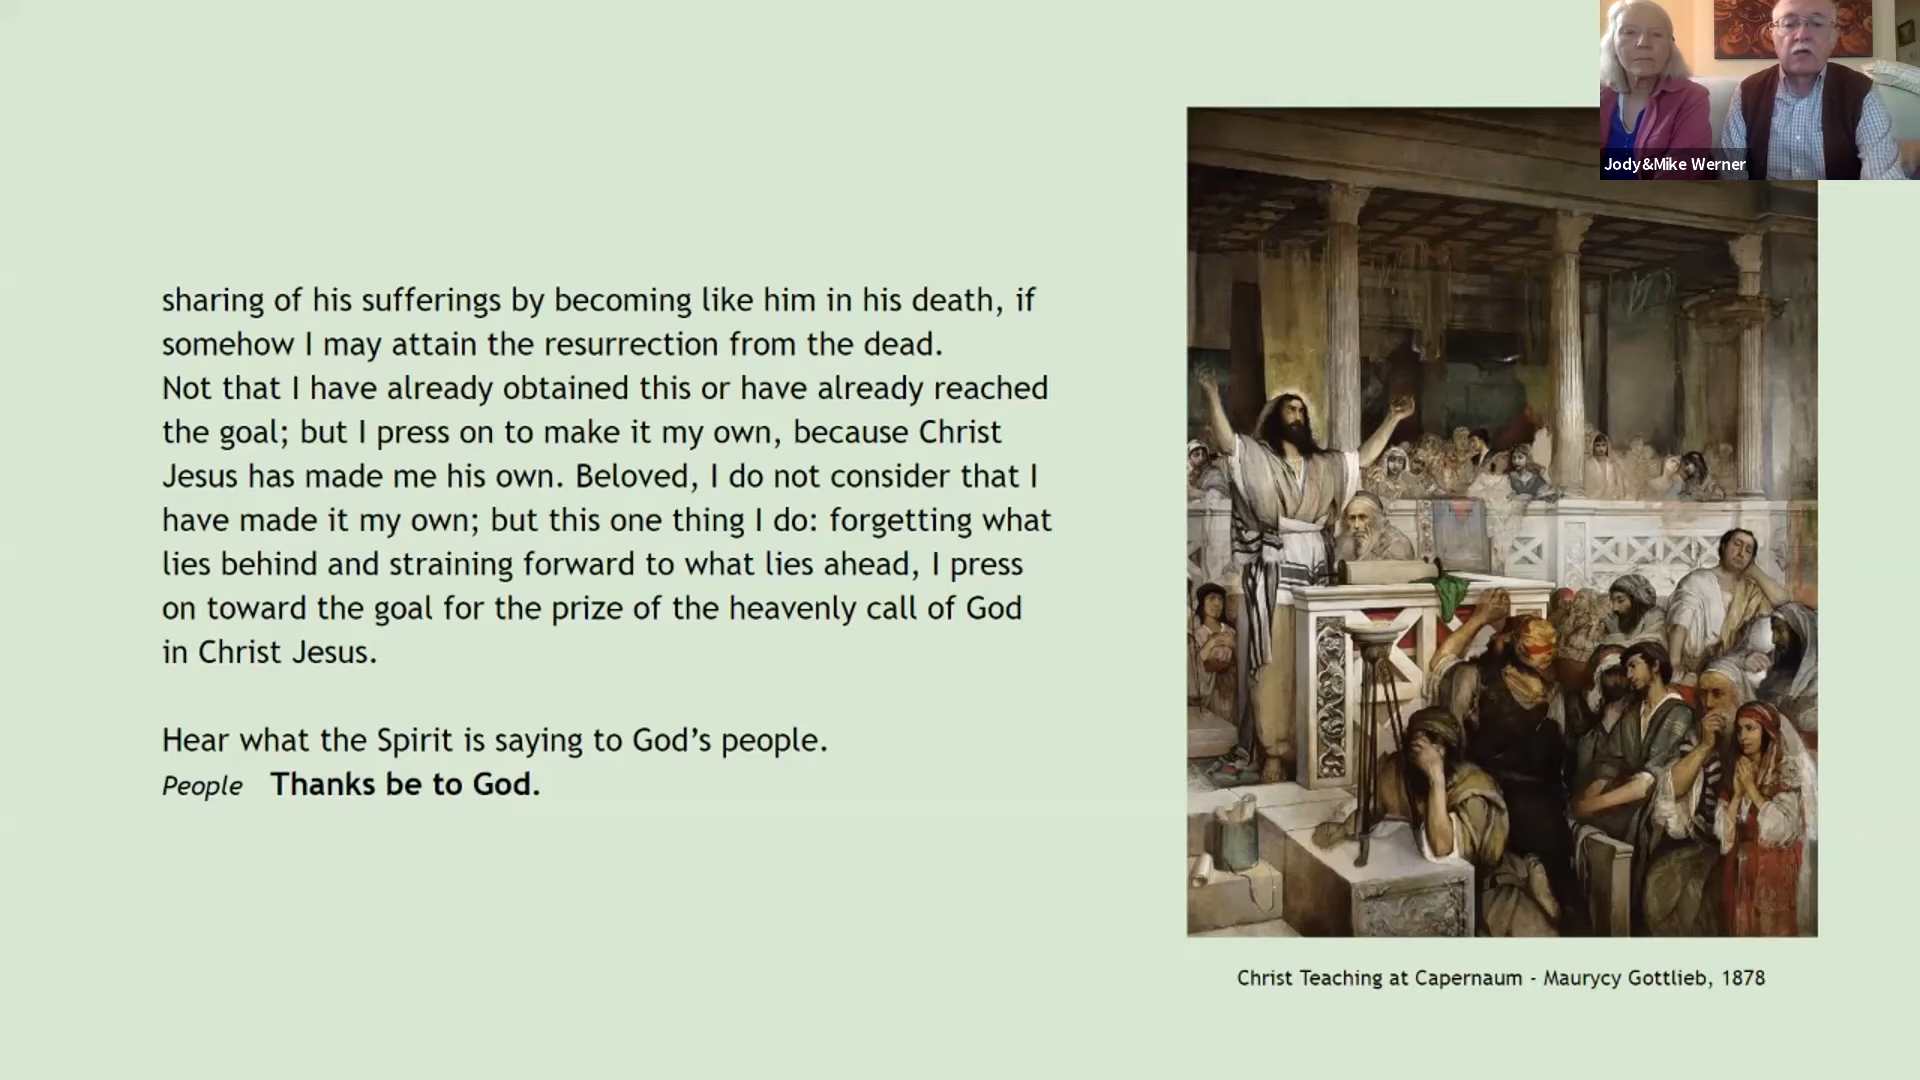 Jody&Mike Werner
sharing of his sufferings by becoming like him in his death, if
somehow I may attain the resurrection from the dead.
Not that I have already obtained this or have already reached
the goal; but I press on to make it my own, because Christ
Jesus has made me his own. Beloved, I do not consider that I
have made it my own; but this one thing I do: forgetting what
lies behind and straining forward to what lies ahead, I press
on toward the goal for the prize of the heavenly call of God
in Christ Jesus.
Hear what the Spirit is saying to God’s people.
People Thanks be to God.
Christ Teaching at Capernaum - Maurycy Gottlieb, 1878